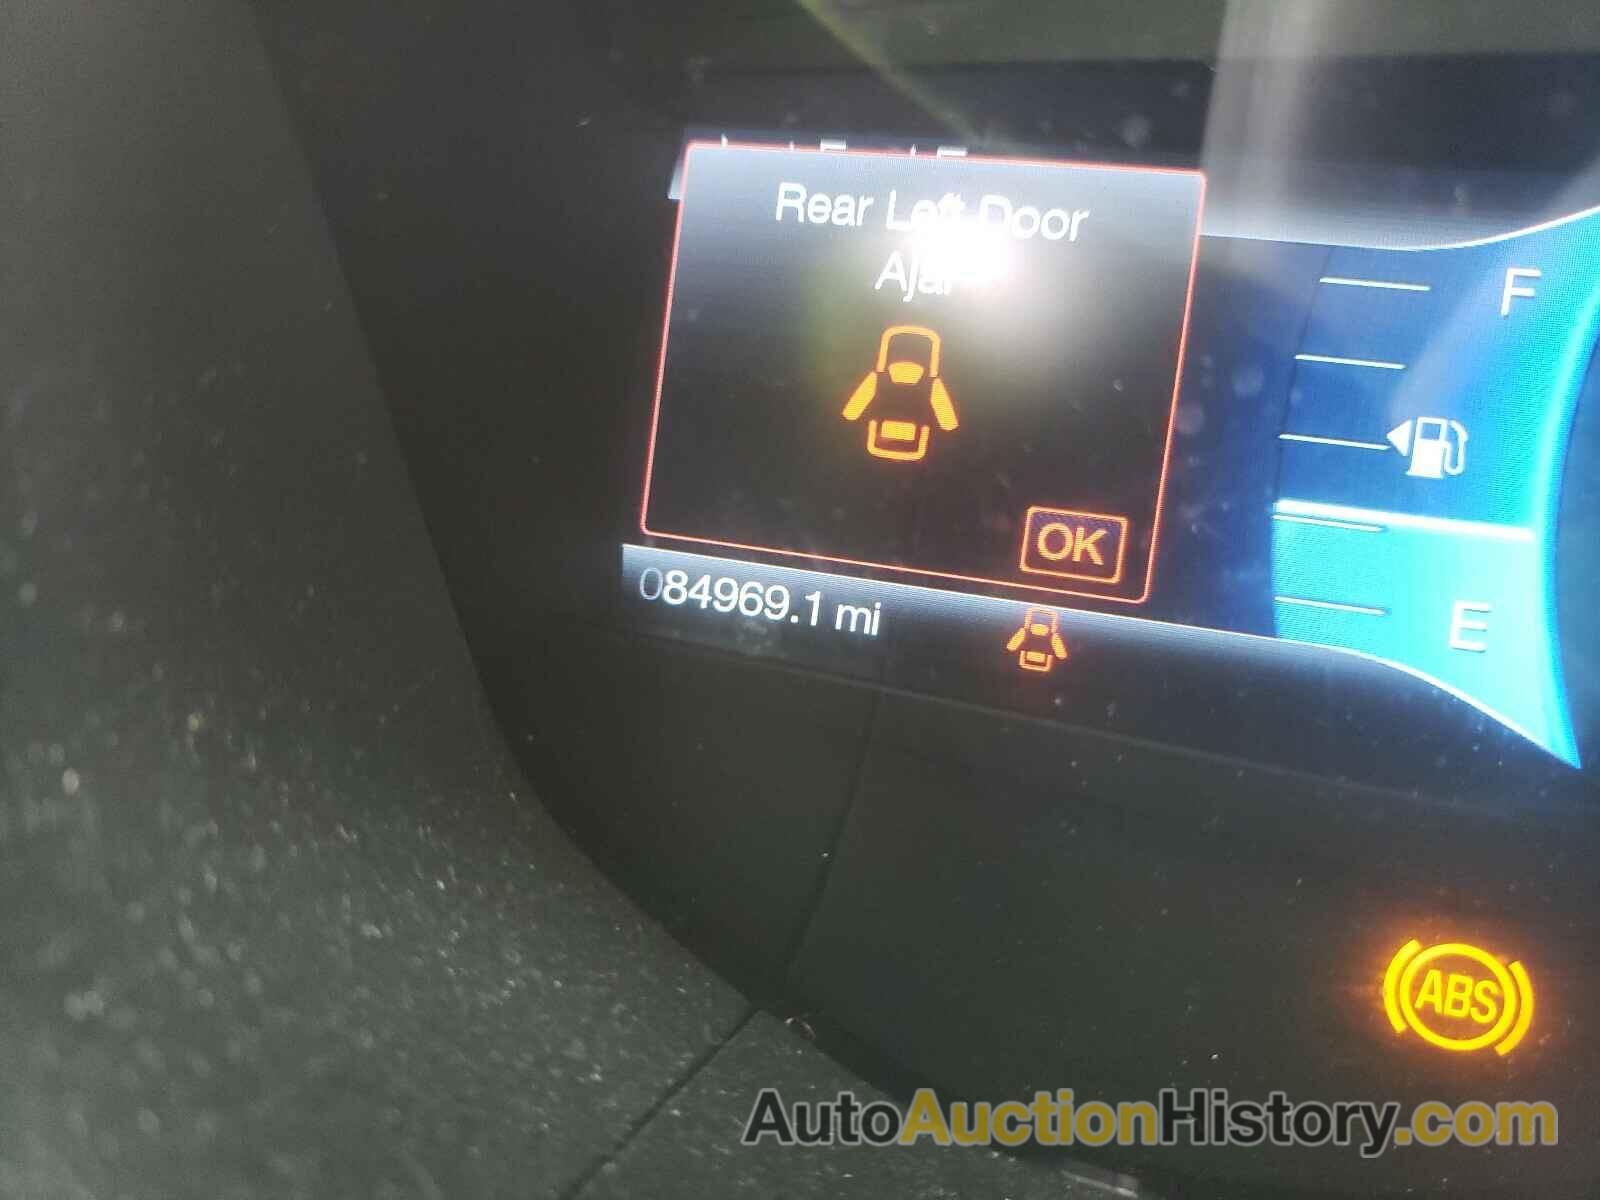 Rear Left Door
Ajar
OK
084969.1 mi
F
E
ABS
AutoAuctionHistory.com